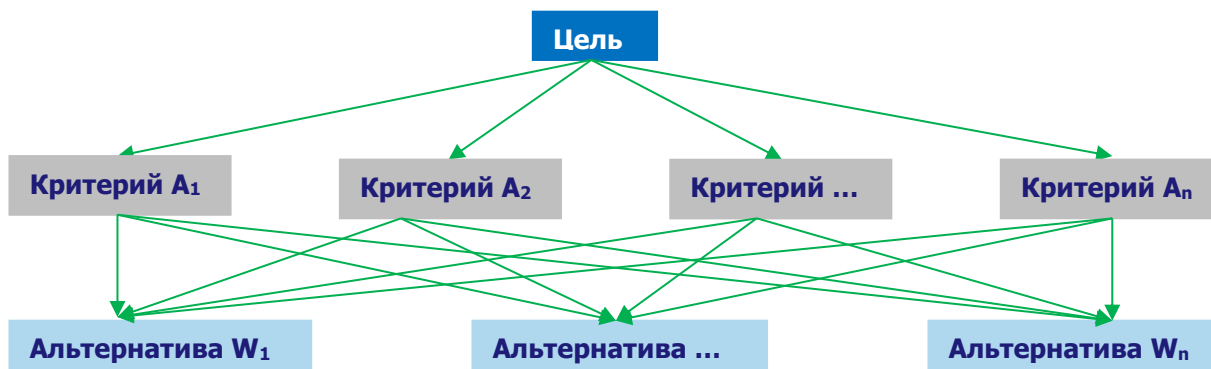 Цель
Критерий A₁
Критерий A₂
Критерий ...
Критерий Aₙ
Альтернатива W₁
Альтернатива ...
Альтернатива Wₙ